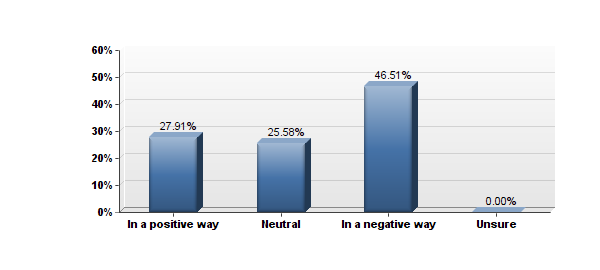 60%
50%
40%
30%
20%
10%
0%
27.91%
25.58%
46.51%
0.00%
In a positive way
Neutral
In a negative way
Unsure